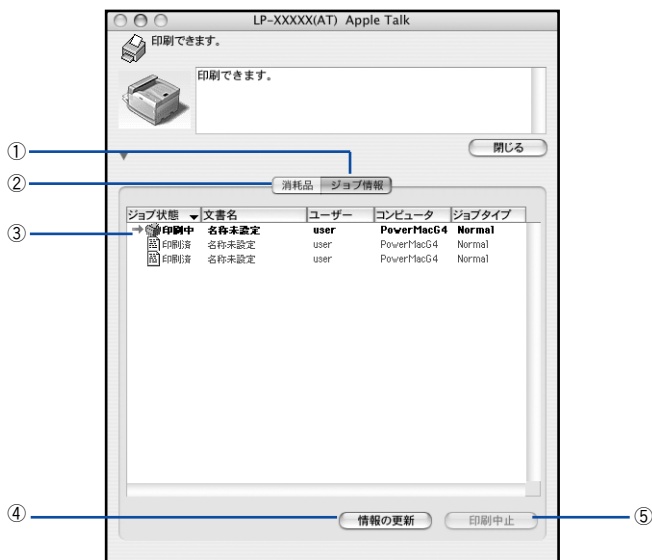 LP-XXXXX(AT) Apple Talk
印刷できます。
印刷できます。
閉じる
①
②
消耗品 ジョブ情報
ジョブ状態 文書名 ユーザー コンピュータ ジョブタイプ
③
印刷中 名称未設定 user PowerMacG4 Normal
印刷済 名称未設定 user PowerMacG4 Normal
印刷済 名称未設定 user PowerMacG4 Normal
④
情報の更新 印刷中止
⑤